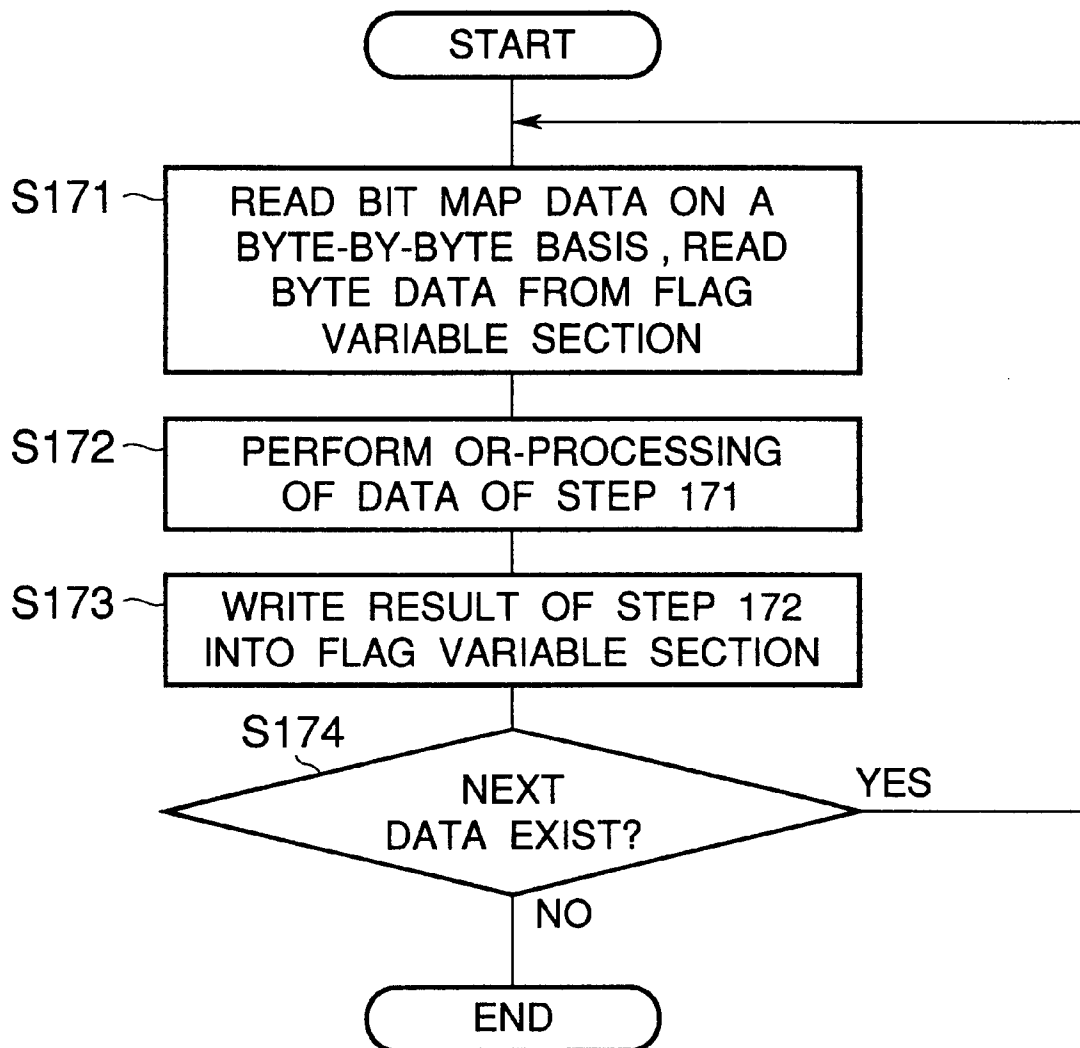 START
S171
READ BIT MAP DATA ON A
BYTE-BY-BYTE BASIS , READ
BYTE DATA FROM FLAG
VARIABLE SECTION
S172
PERFORM OR-PROCESSING
OF DATA OF STEP 171
S173
WRITE RESULT OF STEP 172
INTO FLAG VARIABLE SECTION
S174
NEXT
DATA EXIST?
YES
NO
END